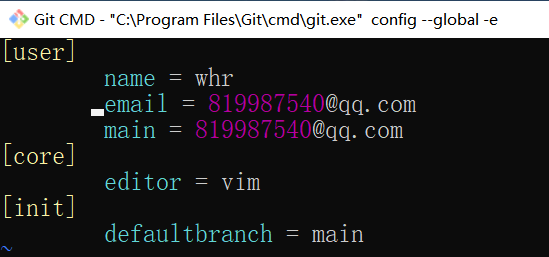 Git CMD - "C:\Program Files\Git\cmd\git.exe" config --global -e
[user]
name = whr
email = 819987540@qq.com
main = 819987540@qq.com
[core]
editor = vim
[init]
defaultbranch = main
~